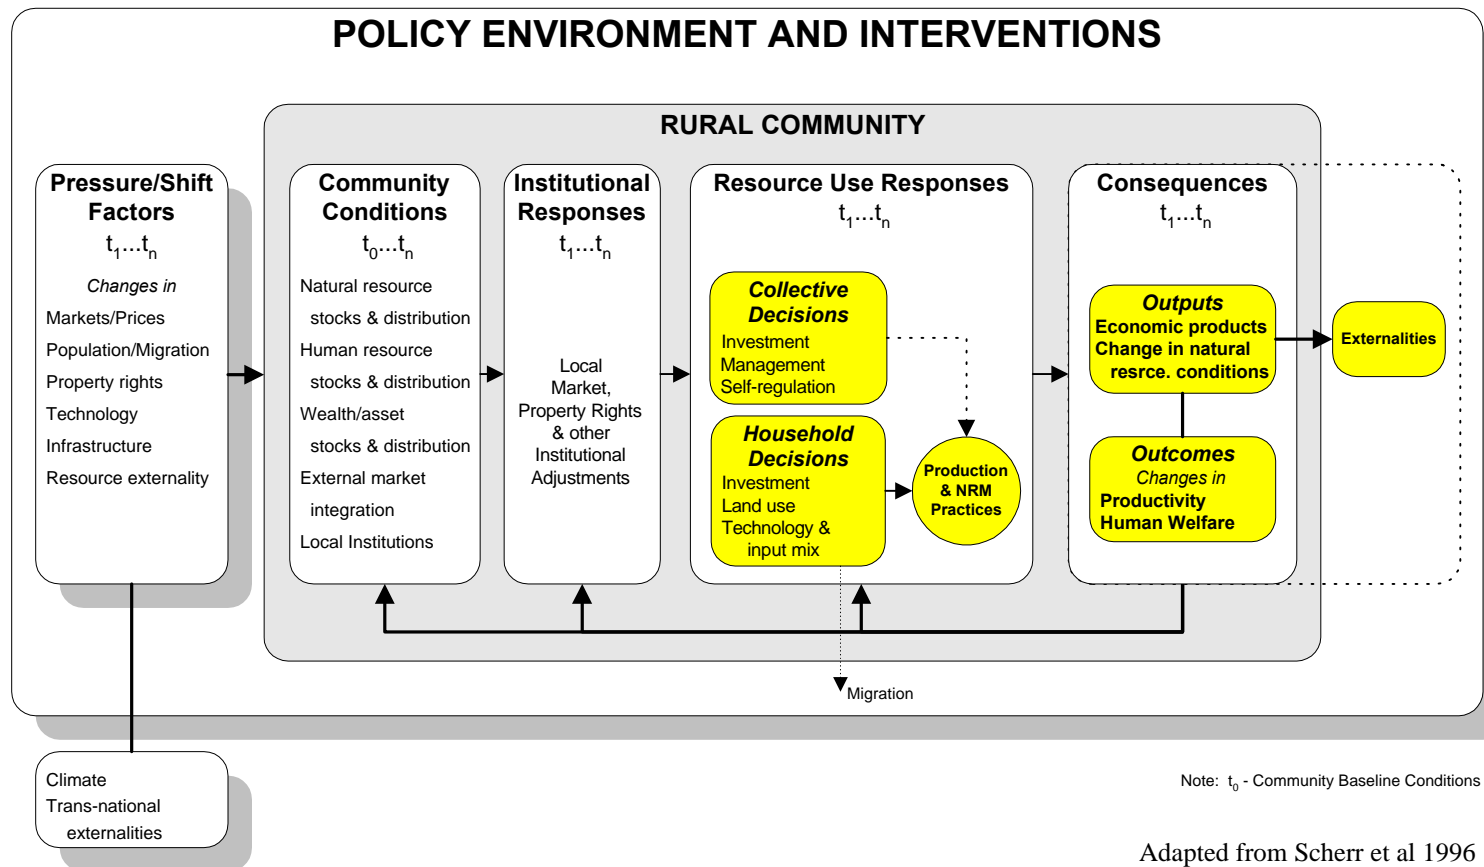 POLICY ENVIRONMENT AND INTERVENTIONS
RURAL COMMUNITY
Pressure/Shift
Factors
t1...tn
Changes in
Markets/Prices
Population/Migration
Property rights
Technology
Infrastructure
Resource externality
Community
Conditions
t0...tn
Natural resource
stocks & distribution
Human resource
stocks & distribution
Wealth/asset
stocks & distribution
External market
integration
Local Institutions
Institutional
Responses
t1...tn
Local
Market,
Property Rights
& other
Institutional
Adjustments
Resource Use Responses
t1...tn
Collective
Decisions
Investment
Management
Self-regulation
Household
Decisions
Investment
Land use
Technology &
input mix
Production
& NRM
Practices
Consequences
t1...tn
Outputs
Economic products
Change in natural
resrce. conditions
Outcomes
Changes in
Productivity
Human Welfare
Externalities
Migration
Climate
Trans-national
externalities
Note: t0 - Community Baseline Conditions
Adapted from Scherr et al 1996